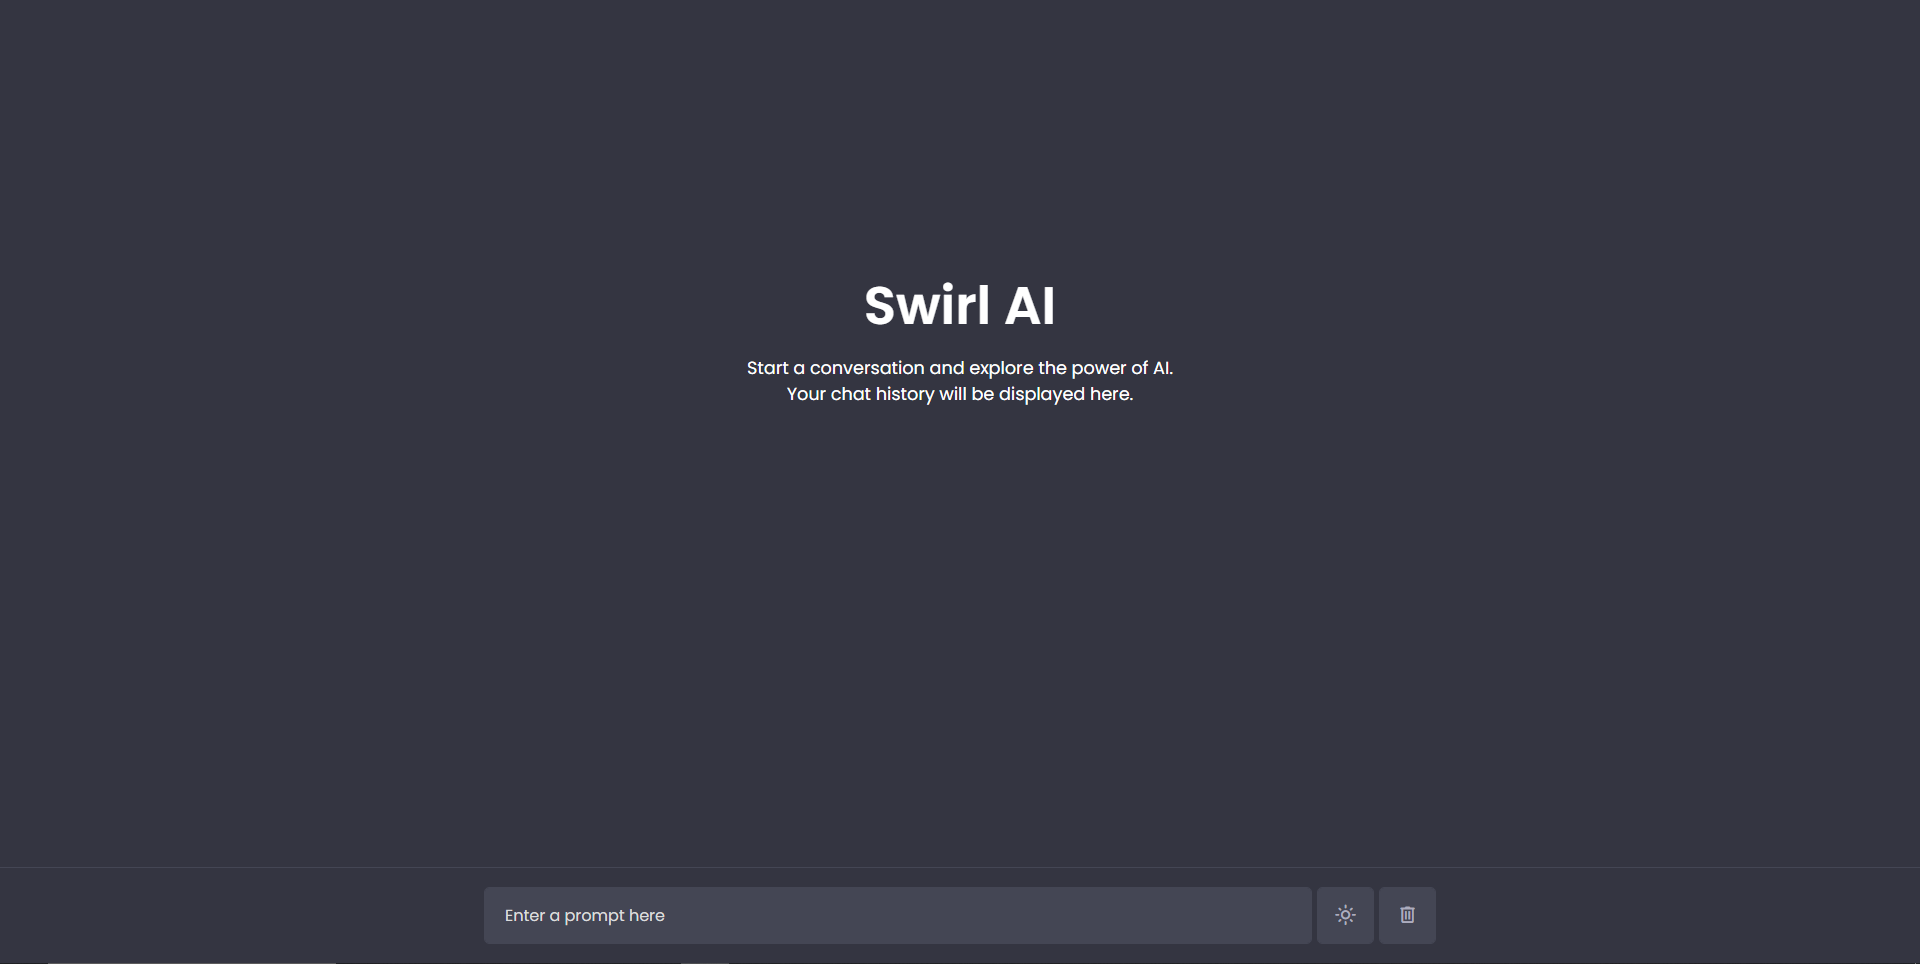 Swirl AI
Start a conversation and explore the power of AI.
Your chat history will be displayed here.
Enter a prompt here